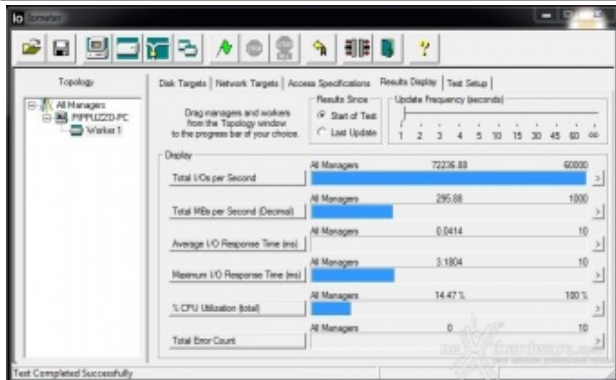 Iometer
Topology
All Managers
PIPPUZZO-PC
Worker 1
Disk Targets
Network Targets
Access Specifications
Results Display
Test Setup
Drag managers and workers
from the Topology window
to the progress bar of your choice.
Results Since
Start of Test
Last Update
Update Frequency (seconds)
1 2 3 4 5 10 15 30 45 60 ∞
Display
All Managers 72236.88 60000
Total I/Os per Second
All Managers 295.88 1000
Total MBs per Second (Decimal)
All Managers 0.0414 10
Average I/O Response Time (ms)
All Managers 3.1804 10
Maximum I/O Response Time (ms)
All Managers 14.47 % 100 %
% CPU Utilization (total)
All Managers 0 10
Total Error Count
Test Completed Successfully